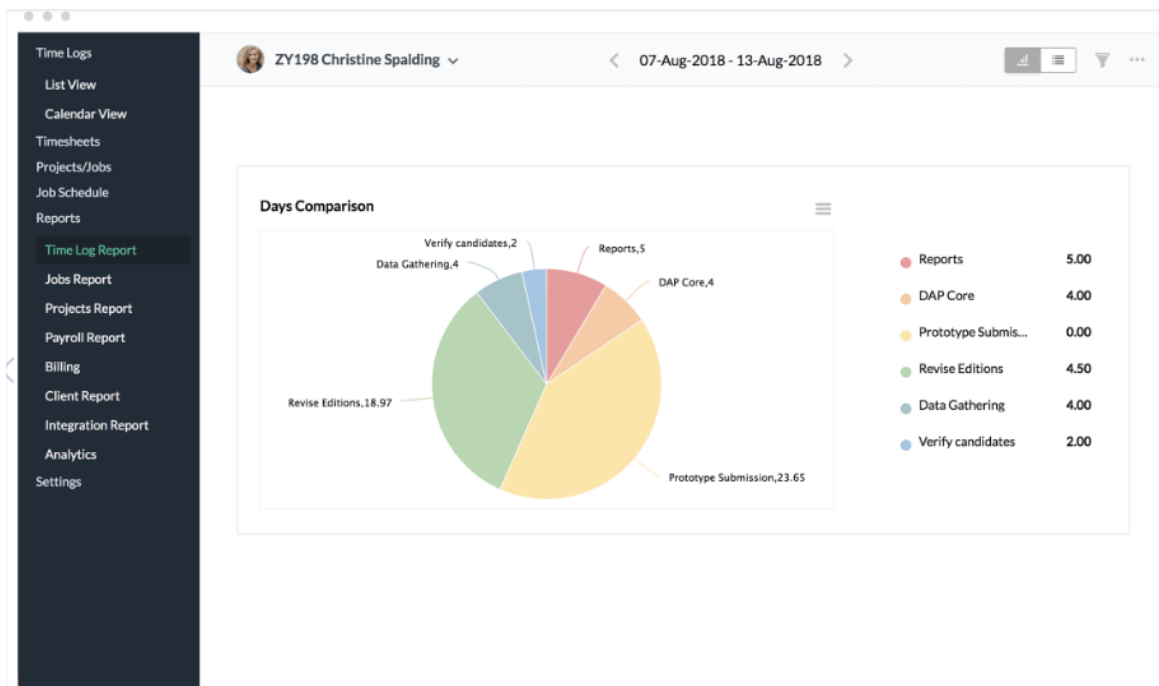 Time Logs
List View
Calendar View
Timesheets
Projects/Jobs
Job Schedule
Reports
Time Log Report
Jobs Report
Projects Report
Payroll Report
Billing
Client Report
Integration Report
Analytics
Settings
ZY198 Christine Spalding
07-Aug-2018 - 13-Aug-2018
Days Comparison
Verify candidates,2
Reports,5
Data Gathering,4
DAP Core,4
Revise Editions,18.97
Prototype Submission,23.65
Reports 5.00
DAP Core 4.00
Prototype Submis... 0.00
Revise Editions 4.50
Data Gathering 4.00
Verify candidates 2.00